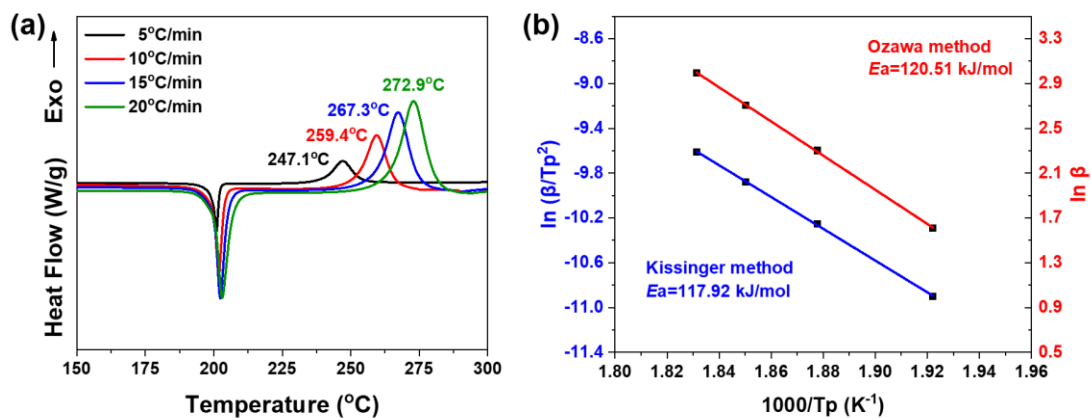 (a)
Heat Flow (W/g) Exo →
5°C/min
10°C/min
15°C/min
20°C/min
247.1°C
259.4°C
267.3°C
272.9°C
150 175 200 225 250 275 300
Temperature (°C)
(b)
ln (β/Tp²)
-8.6
-9.0
-9.4
-9.8
-10.2
-10.6
-11.0
-11.4
Ozawa method
Ea=120.51 kJ/mol
Kissinger method
Ea=117.92 kJ/mol
3.3
2.9
2.5
2.1
1.7
1.3
0.9
0.5
ln β
1.80 1.82 1.84 1.86 1.88 1.90 1.92 1.94 1.96
1000/Tp (K⁻¹)